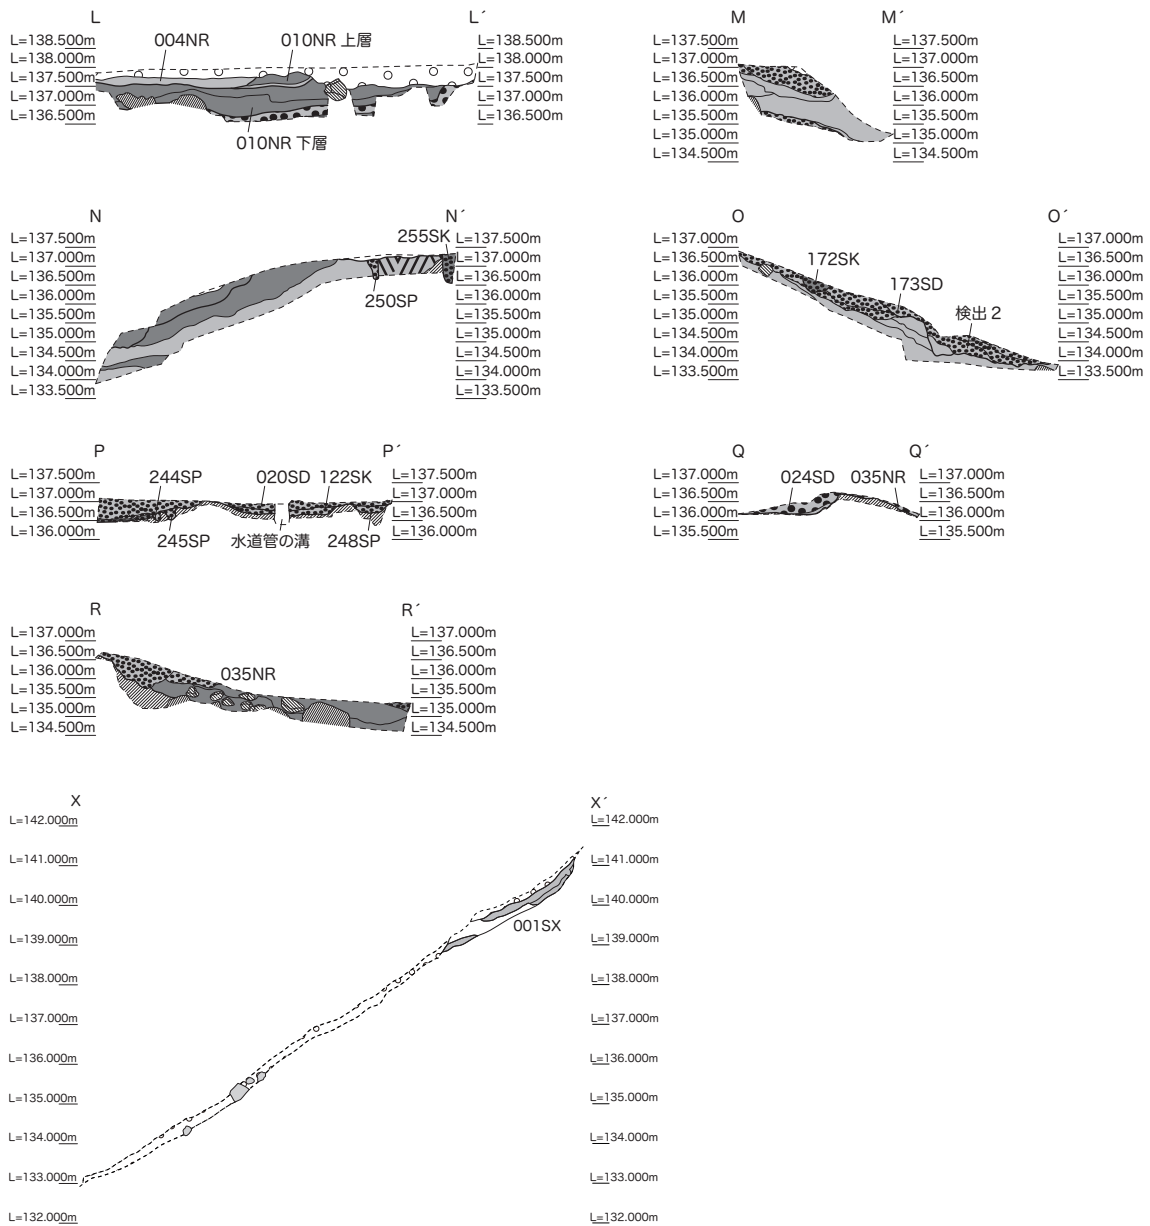 L L´
L=138.500m 004NR 010NR 上層 L=138.500m
L=138.000m L=138.000m
L=137.500m L=137.500m
L=137.000m L=137.000m
L=136.500m L=136.500m
010NR 下層
M M´
L=137.500m L=137.500m
L=137.000m L=137.000m
L=136.500m L=136.500m
L=136.000m L=136.000m
L=135.500m L=135.500m
L=135.000m L=135.000m
L=134.500m L=134.500m
N N´
L=137.500m 255SK L=137.500m
L=137.000m L=137.000m
L=136.500m L=136.500m
L=136.000m 250SP L=136.000m
L=135.500m L=135.500m
L=135.000m L=135.000m
L=134.500m L=134.500m
L=134.000m L=134.000m
L=133.500m L=133.500m
O O´
L=137.000m L=137.000m
L=136.500m 172SK L=136.500m
L=136.000m L=136.000m
L=135.500m 173SD L=135.500m
L=135.000m 検出2 L=135.000m
L=134.500m L=134.500m
L=134.000m L=134.000m
L=133.500m L=133.500m
P P´
L=137.500m 244SP 020SD 122SK L=137.500m
L=137.000m L=137.000m
L=136.500m L=136.500m
L=136.000m L=136.000m
245SP 水道管の溝 248SP
Q Q´
L=137.000m 024SD 035NR L=137.000m
L=136.500m L=136.500m
L=136.000m L=136.000m
L=135.500m L=135.500m
R R´
L=137.000m L=137.000m
L=136.500m L=136.500m
L=136.000m 035NR L=136.000m
L=135.500m L=135.500m
L=135.000m L=135.000m
L=134.500m L=134.500m
X X´
L=142.000m L=142.000m
L=141.000m L=141.000m
L=140.000m L=140.000m
001SX
L=139.000m L=139.000m
L=138.000m L=138.000m
L=137.000m L=137.000m
L=136.000m L=136.000m
L=135.000m L=135.000m
L=134.000m L=134.000m
L=133.000m L=133.000m
L=132.000m L=132.000m